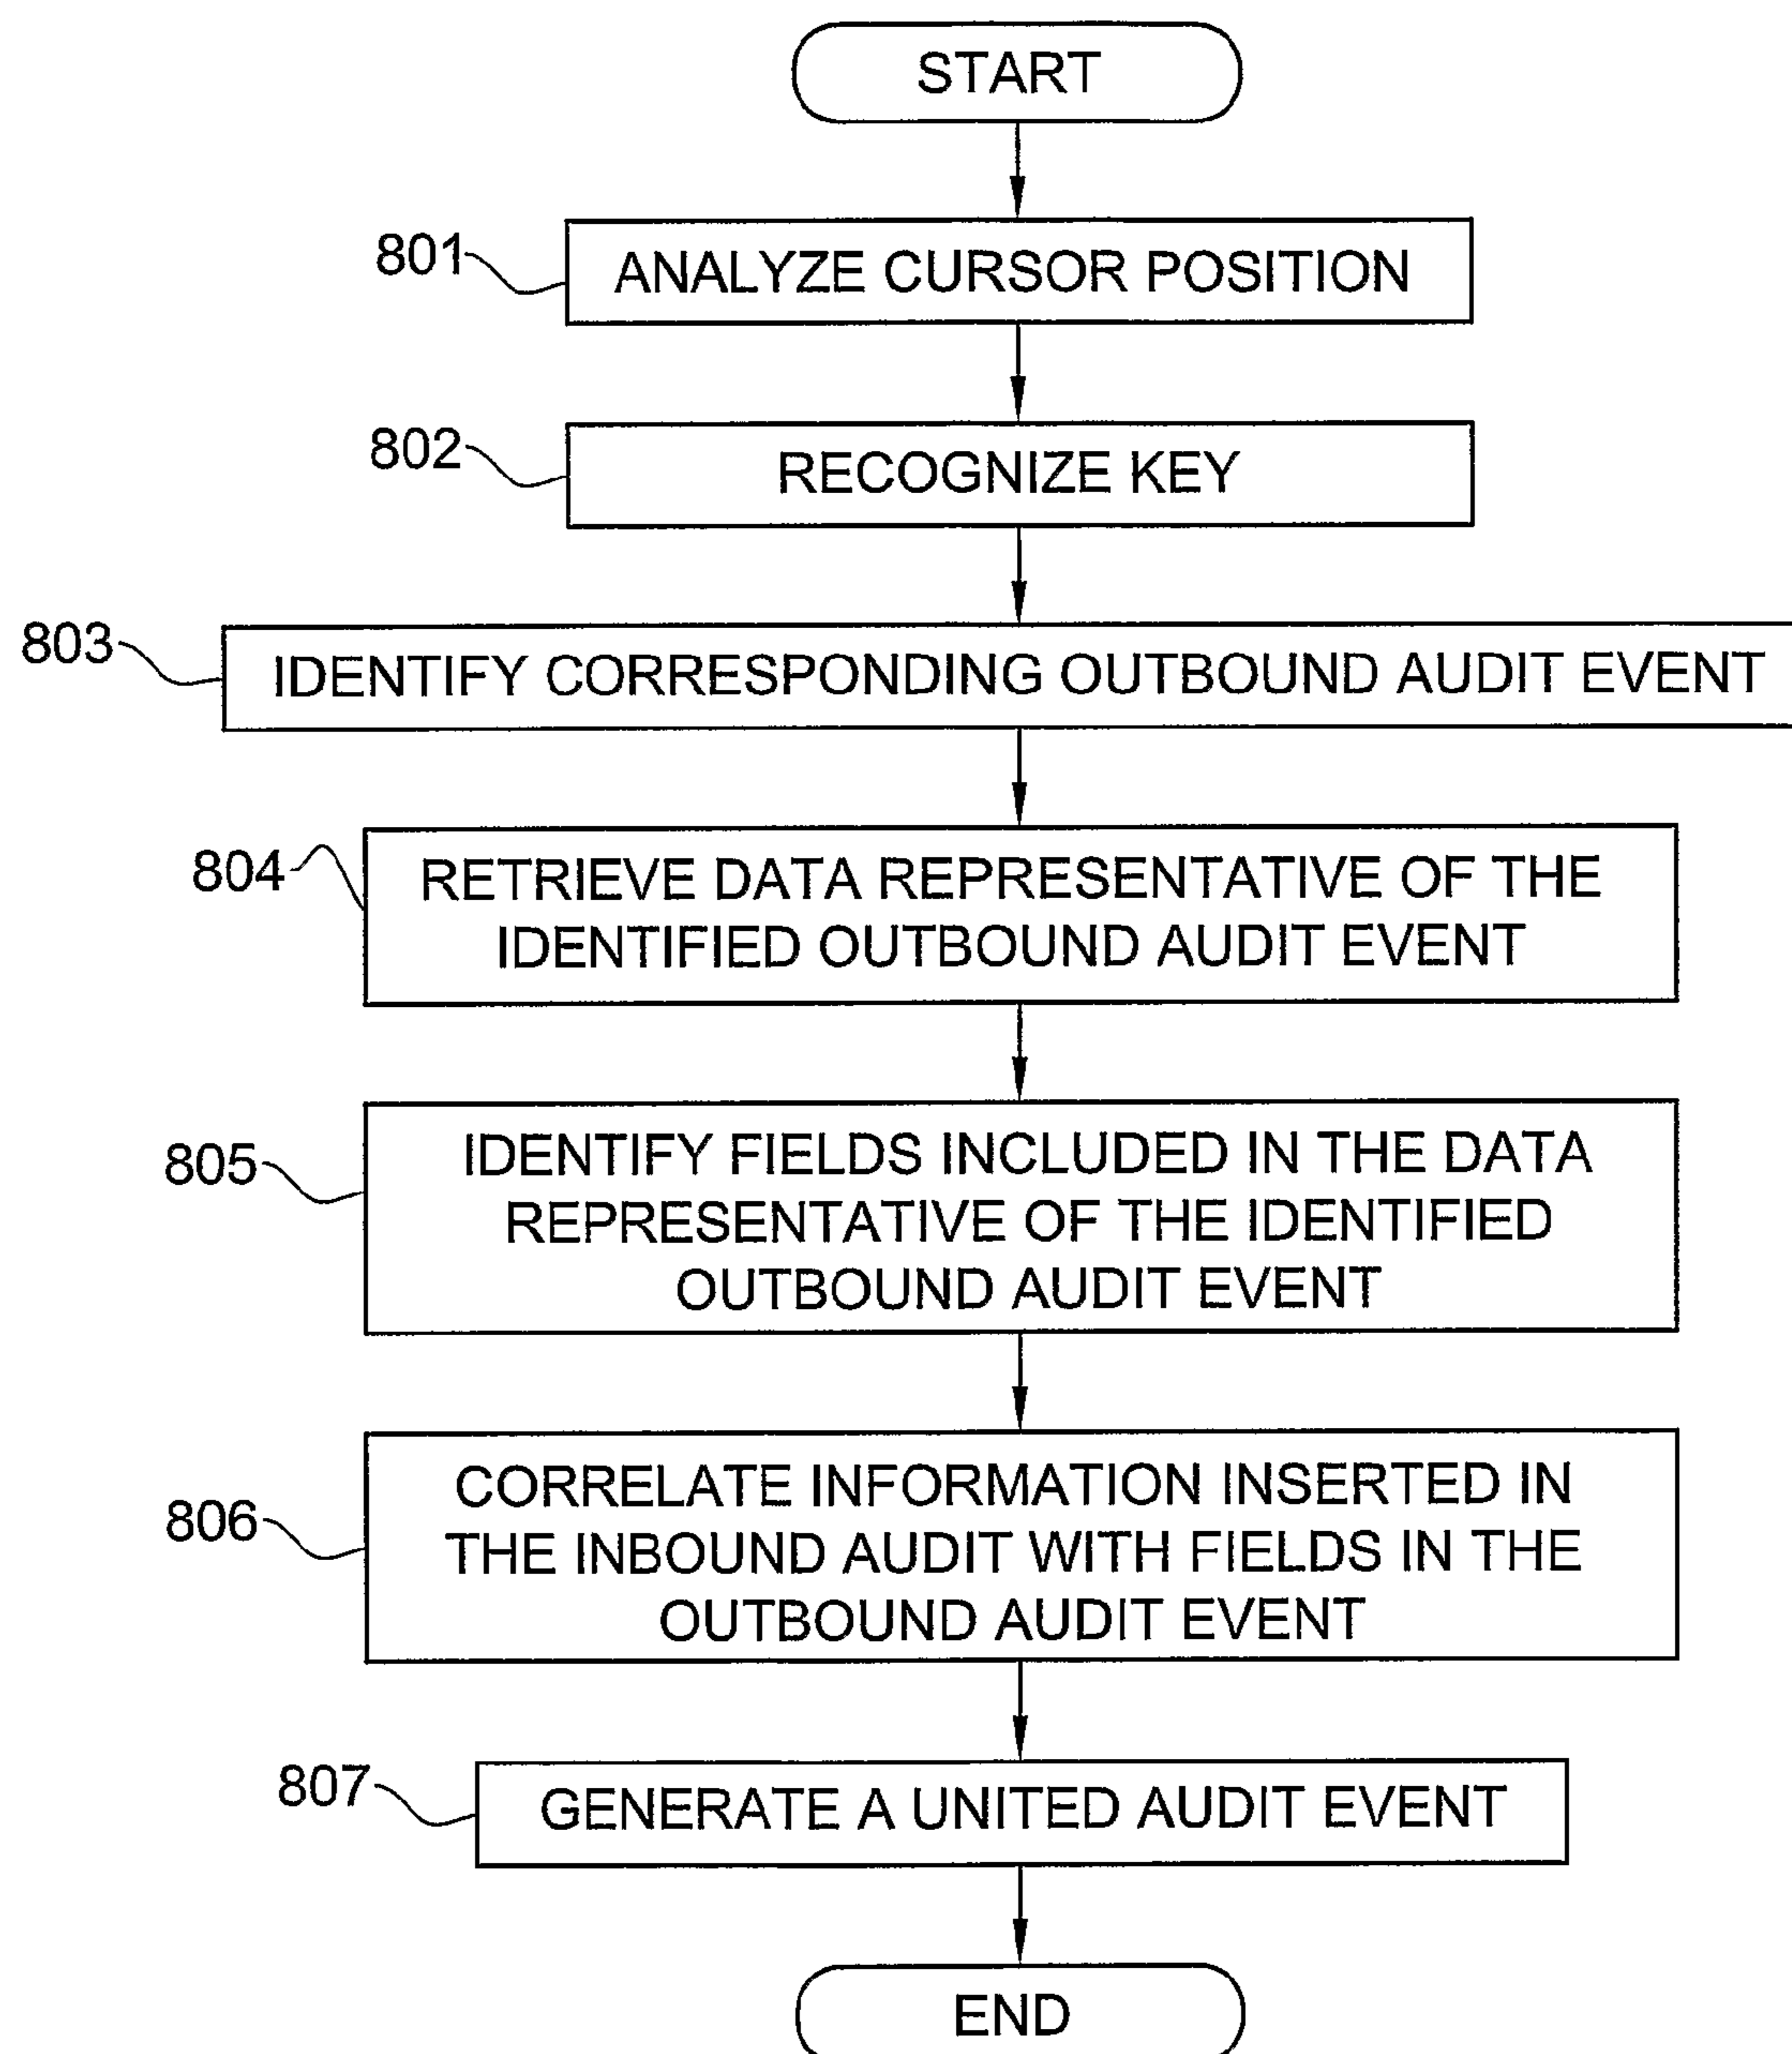 START
801
ANALYZE CURSOR POSITION
802
RECOGNIZE KEY
803
IDENTIFY CORRESPONDING OUTBOUND AUDIT EVENT
804
RETRIEVE DATA REPRESENTATIVE OF THE
IDENTIFIED OUTBOUND AUDIT EVENT
805
IDENTIFY FIELDS INCLUDED IN THE DATA
REPRESENTATIVE OF THE IDENTIFIED
OUTBOUND AUDIT EVENT
806
CORRELATE INFORMATION INSERTED IN
THE INBOUND AUDIT WITH FIELDS IN THE
OUTBOUND AUDIT EVENT
807
GENERATE A UNITED AUDIT EVENT
END